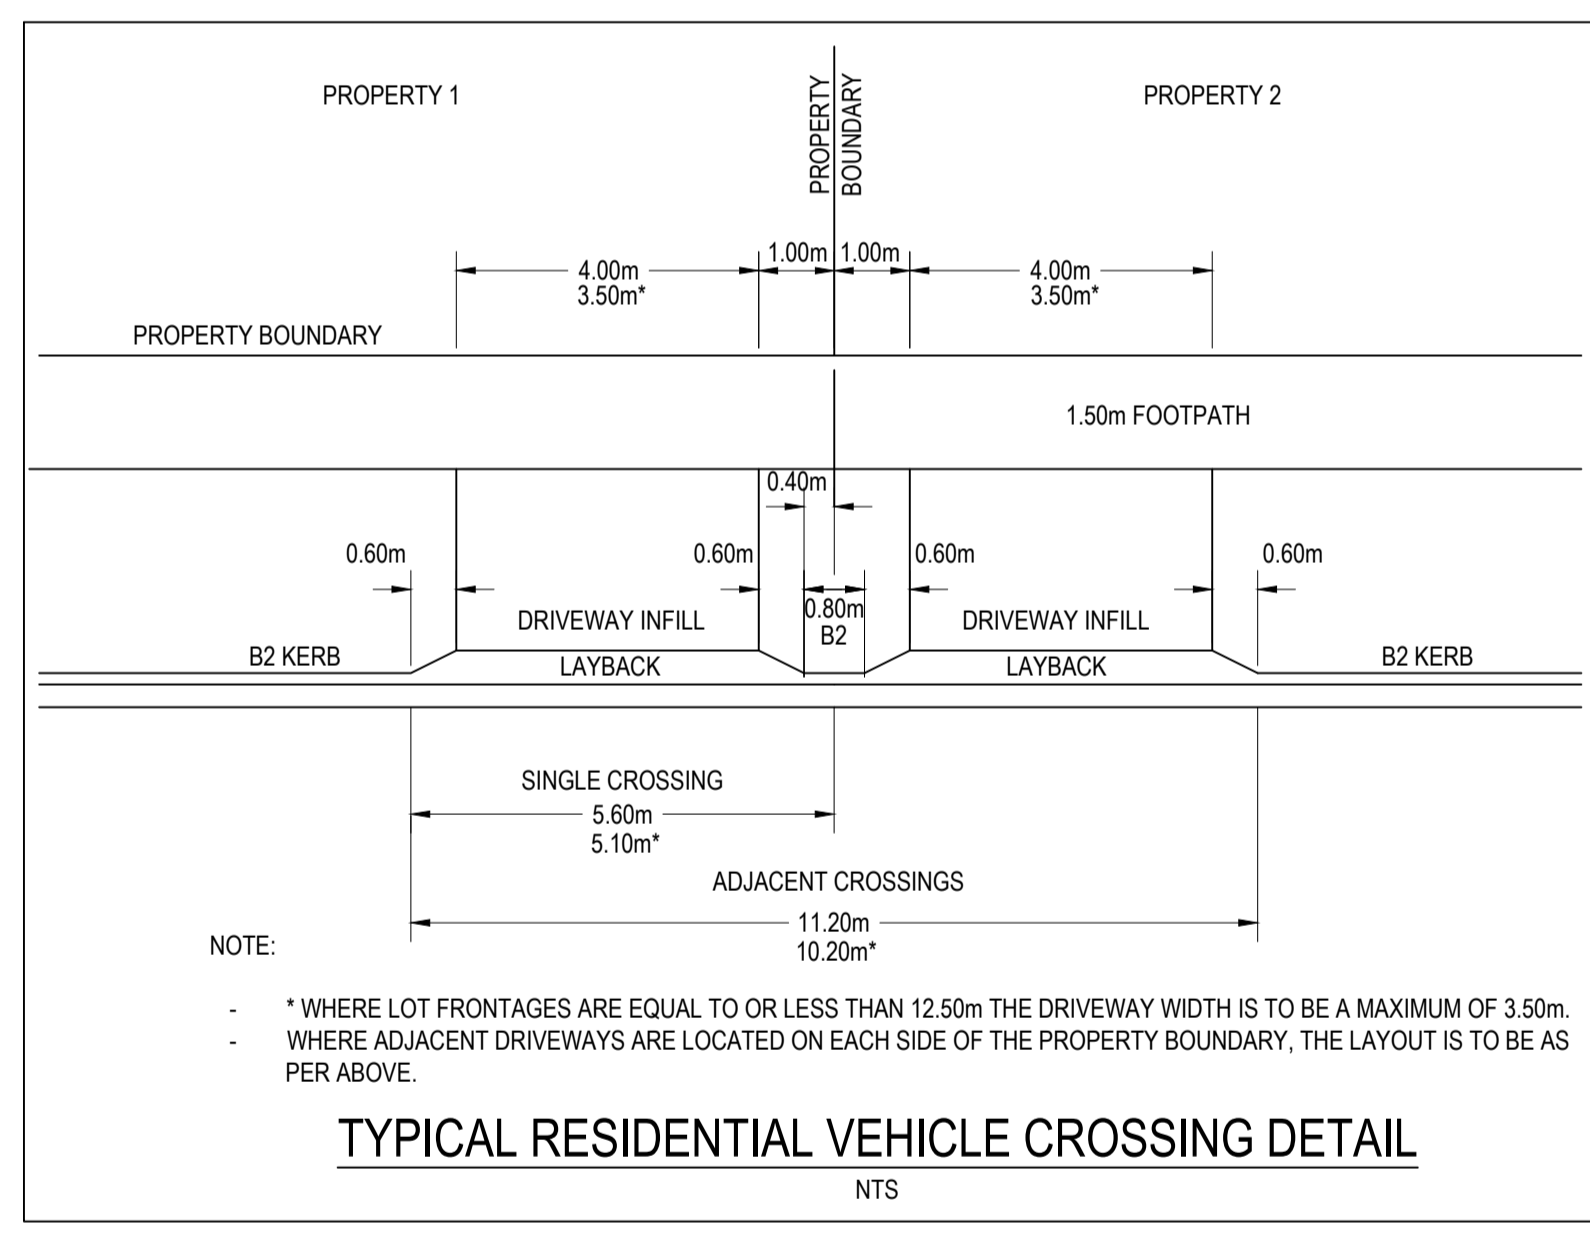 PROPERTY 1
PROPERTY
BOUNDARY
PROPERTY 2
1.00m
1.00m
4.00m
3.50m*
4.00m
3.50m*
PROPERTY BOUNDARY
1.50m FOOTPATH
0.40m
0.60m
0.60m
0.60m
0.60m
DRIVEWAY INFILL
0.80m
B2
DRIVEWAY INFILL
B2 KERB
LAYBACK
LAYBACK
B2 KERB
SINGLE CROSSING
5.60m
5.10m*
ADJACENT CROSSINGS
11.20m
10.20m*
NOTE:
- * WHERE LOT FRONTAGES ARE EQUAL TO OR LESS THAN 12.50m THE DRIVEWAY WIDTH IS TO BE A MAXIMUM OF 3.50m.
- WHERE ADJACENT DRIVEWAYS ARE LOCATED ON EACH SIDE OF THE PROPERTY BOUNDARY, THE LAYOUT IS TO BE AS
PER ABOVE.
TYPICAL RESIDENTIAL VEHICLE CROSSING DETAIL
NTS